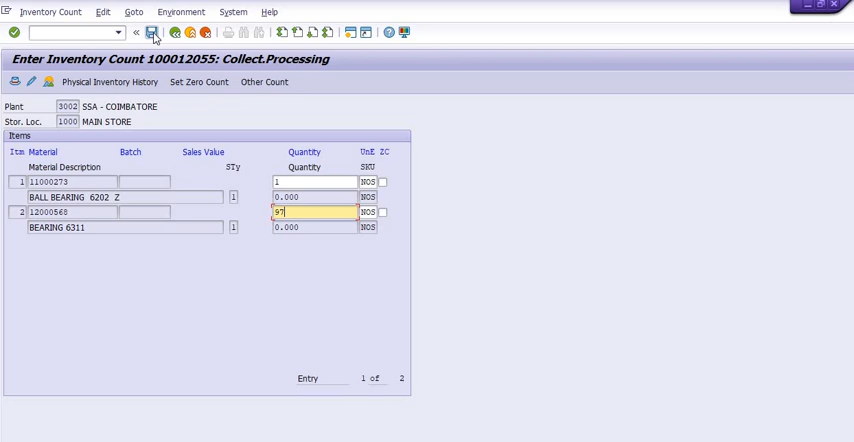 Inventory Count Edit Goto Environment System Help
Enter Inventory Count 100012055: Collect.Processing
Physical Inventory History Set Zero Count Other Count
Plant 3002 SSA - COIMBATORE
Stor. Loc. 1000 MAIN STORE
Items
Itm Material Batch Sales Value Quantity UnE ZC
Material Description STy Quantity SKU
1 11000273 1 NOS
BALL BEARING 6202 Z 1 0.000 NOS
2 12000568 97 NOS
BEARING 6311 1 0.000 NOS
Entry 1 of 2